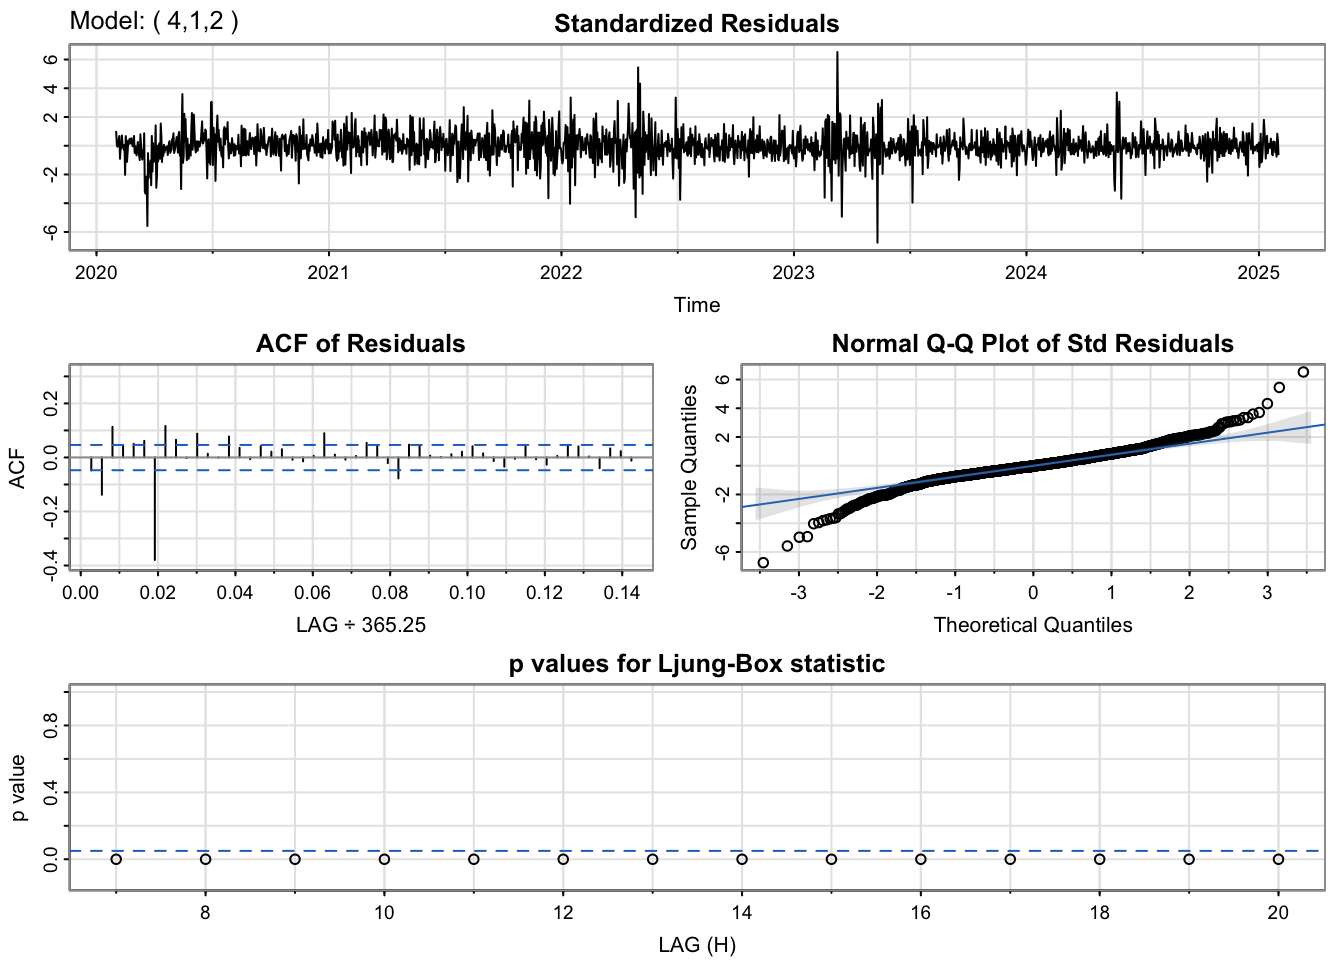 Model: ( 4,1,2 )
Standardized Residuals
6
4
2
-2
-6
2020 2021 2022 2023 2024 2025
Time
ACF of Residuals
ACF
0.2
0.0
-0.2
-0.4
0.00 0.02 0.04 0.06 0.08 0.10 0.12 0.14
LAG ÷ 365.25
Normal Q-Q Plot of Std Residuals
Sample Quantiles
6
4
2
-2
-6
-3 -2 -1 0 1 2 3
Theoretical Quantiles
p values for Ljung-Box statistic
p value
0.8
0.4
0.0
8 10 12 14 16 18 20
LAG (H)